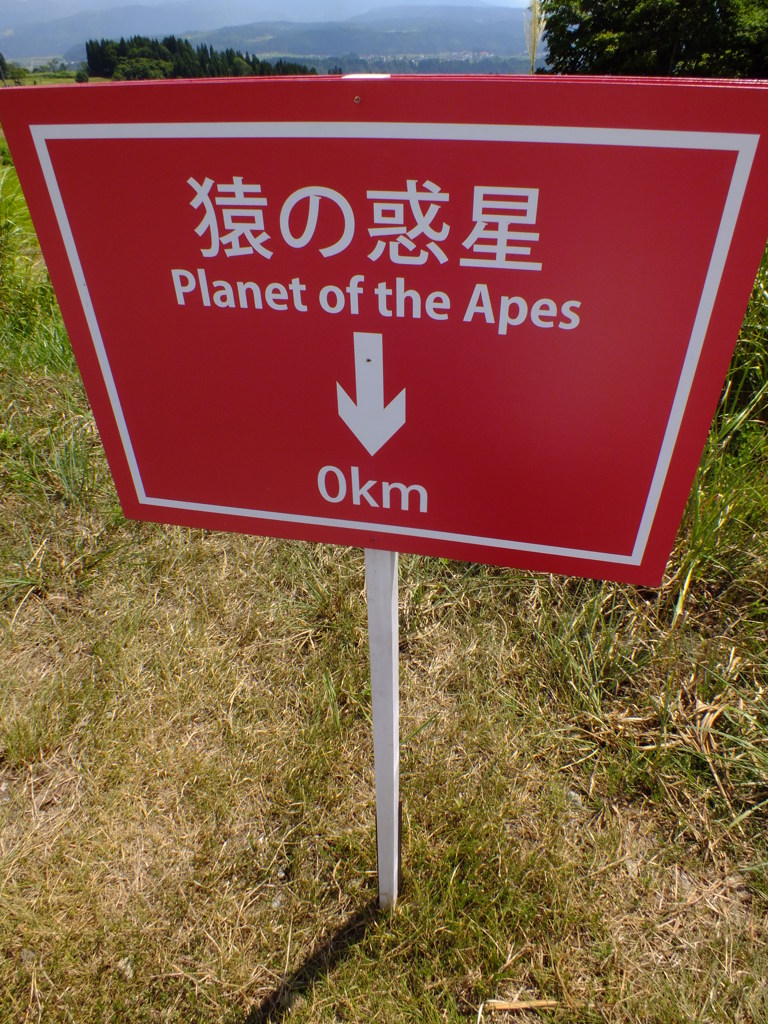 猿の惑星
Planet of the Apes
0km